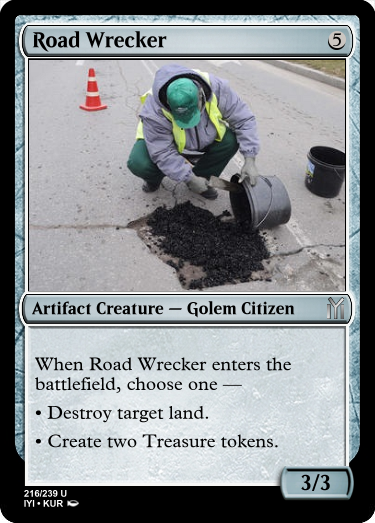 Road Wrecker 5
Artifact Creature — Golem Citizen
When Road Wrecker enters the
battlefield, choose one —
• Destroy target land.
• Create two Treasure tokens.
3/3
216/239 U
IYI • KUR